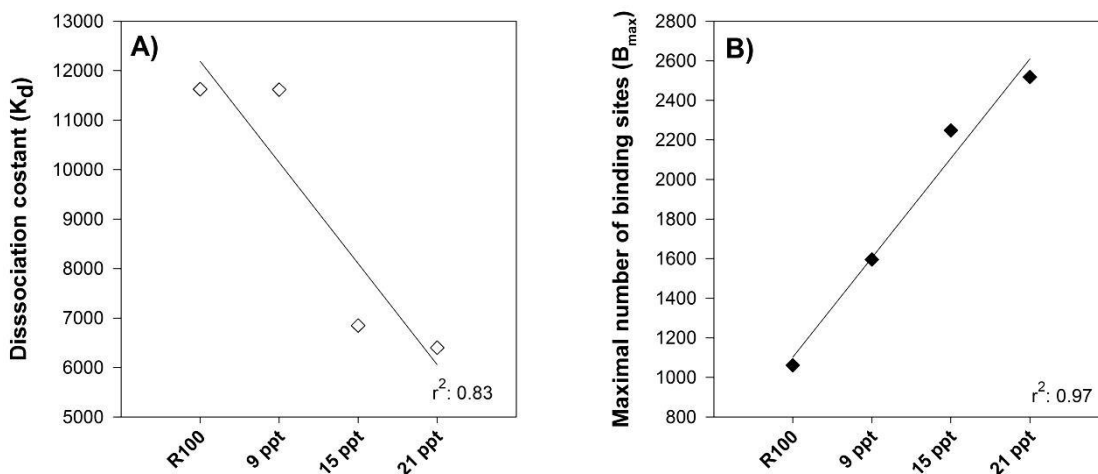 A)
Disssociation costant (Kd)
13000
12000
11000
10000
9000
8000
7000
6000
5000
R100
9 ppt
15 ppt
21 ppt
r²: 0.83
B)
Maximal number of binding sites (Bmax)
2800
2600
2400
2200
2000
1800
1600
1400
1200
1000
800
R100
9 ppt
15 ppt
21 ppt
r²: 0.97